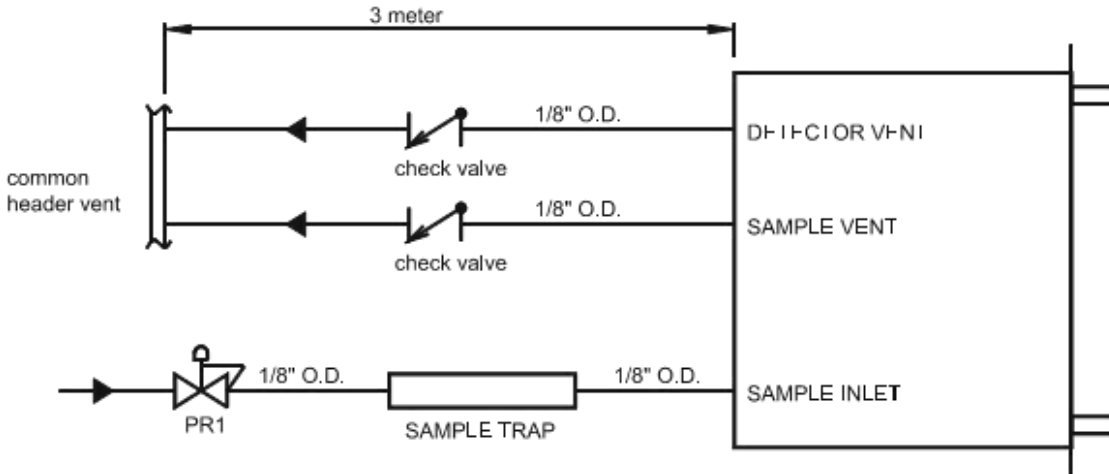 3 meter
1/8" O.D.
DETECTOR VENT
check valve
common
header vent
1/8" O.D.
SAMPLE VENT
check valve
1/8" O.D.
1/8" O.D.
SAMPLE INLET
PR1
SAMPLE TRAP